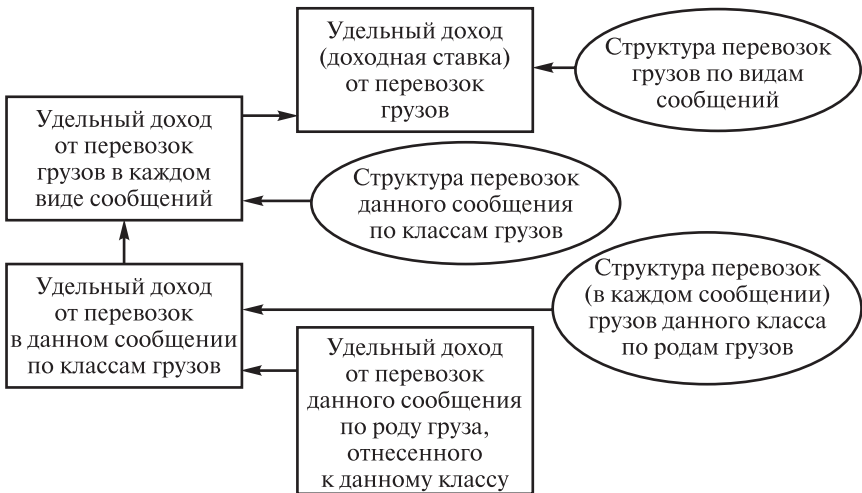 Удельный доход
(доходная ставка)
от перевозок
грузов
Структура перевозок
грузов по видам
сообщений
Удельный доход
от перевозок
грузов в каждом
виде сообщений
Структура перевозок
данного сообщения
по классам грузов
Удельный доход
от перевозок
в данном сообщении
по классам грузов
Структура перевозок
(в каждом сообщении)
грузов данного класса
по родам грузов
Удельный доход
от перевозок
данного сообщения
по роду груза,
отнесенного
к данному классу